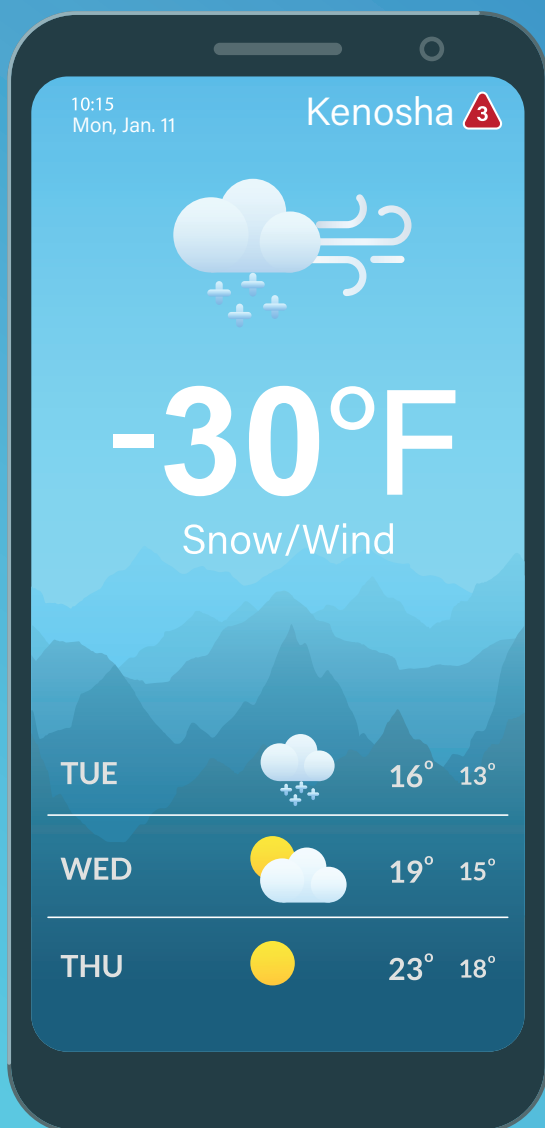 10:15
Mon, Jan. 11
Kenosha 3
-30°F
Snow/Wind
TUE 16° 13°
WED 19° 15°
THU 23° 18°